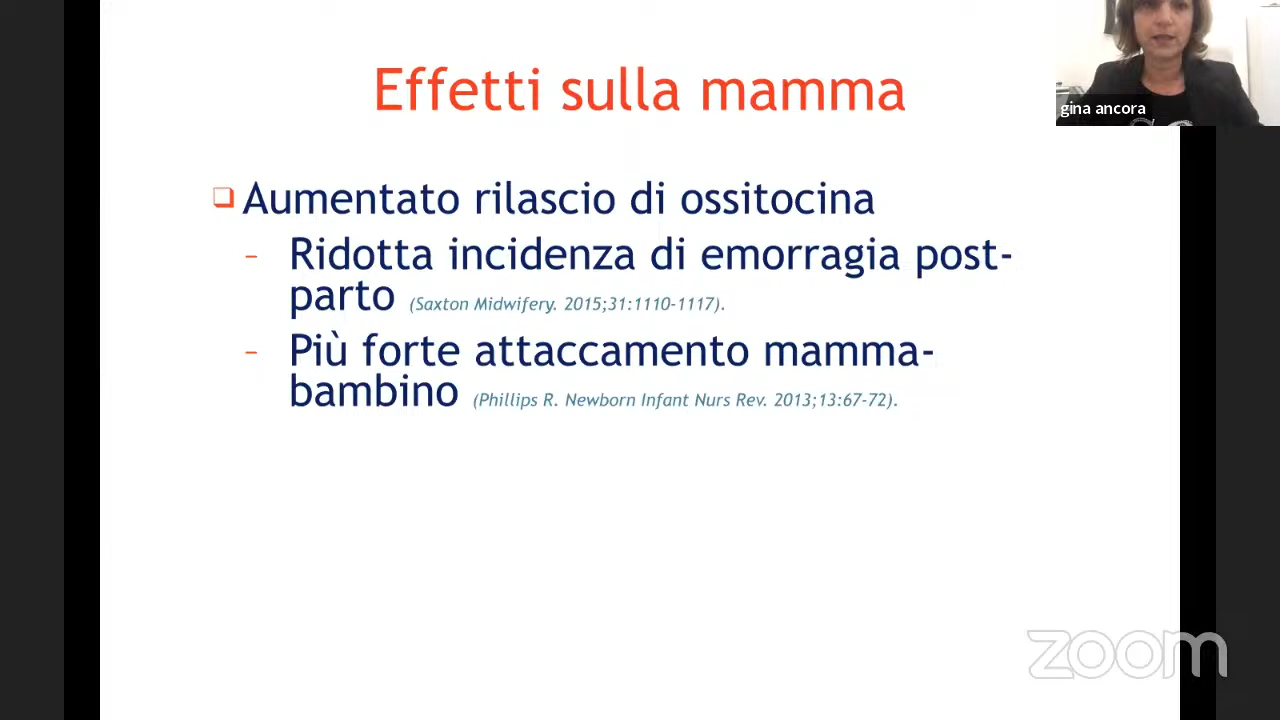 Effetti sulla mamma
gina ancora
Aumentato rilascio di ossitocina
– Ridotta incidenza di emorragia post-
parto (Saxton Midwifery. 2015;31:1110-1117).
– Più forte attaccamento mamma-
bambino (Phillips R. Newborn Infant Nurs Rev. 2013;13:67-72).
zoom